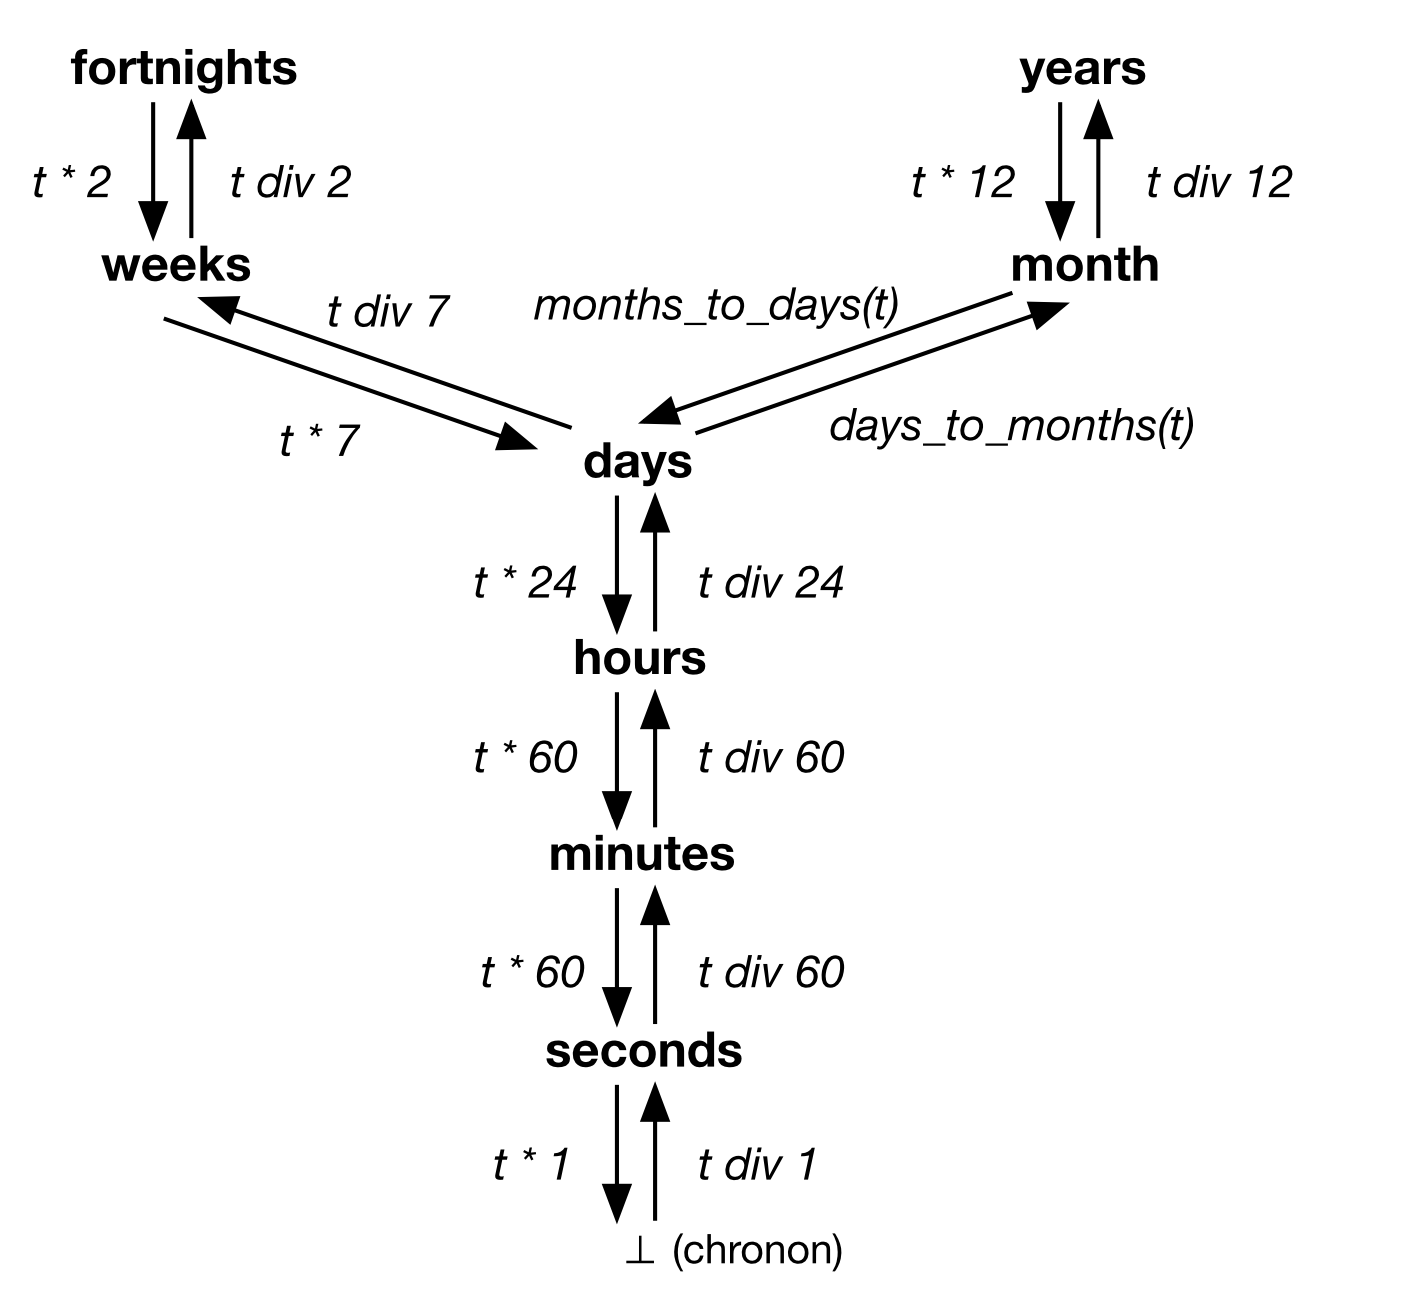 fortnights
years
t * 2
t div 2
t * 12
t div 12
weeks
month
t div 7
months_to_days(t)
t * 7
days_to_months(t)
days
t * 24
t div 24
hours
t * 60
t div 60
minutes
t * 60
t div 60
seconds
t * 1
t div 1
⊥ (chronon)